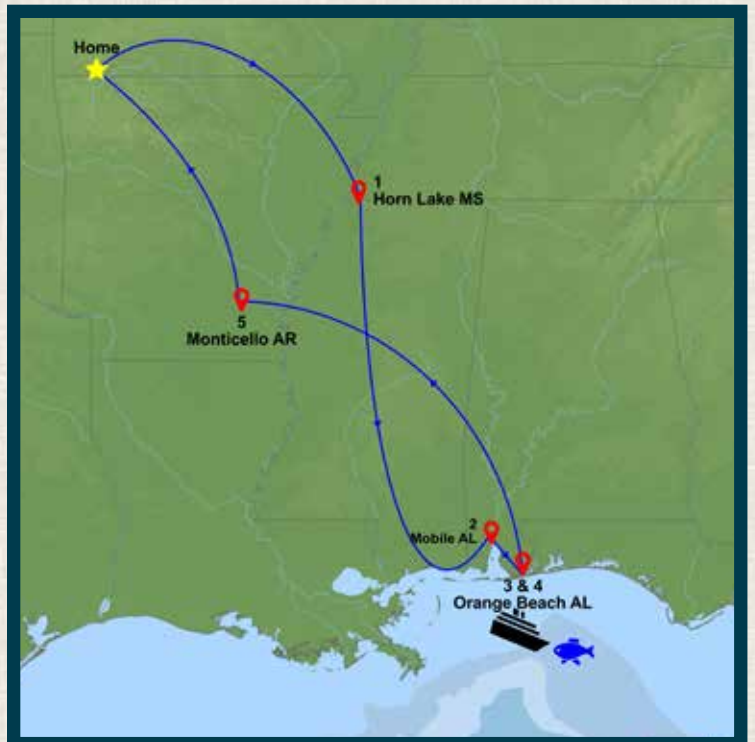 Home
1
Horn Lake MS
5
Monticello AR
2
Mobile AL
3 & 4
Orange Beach AL